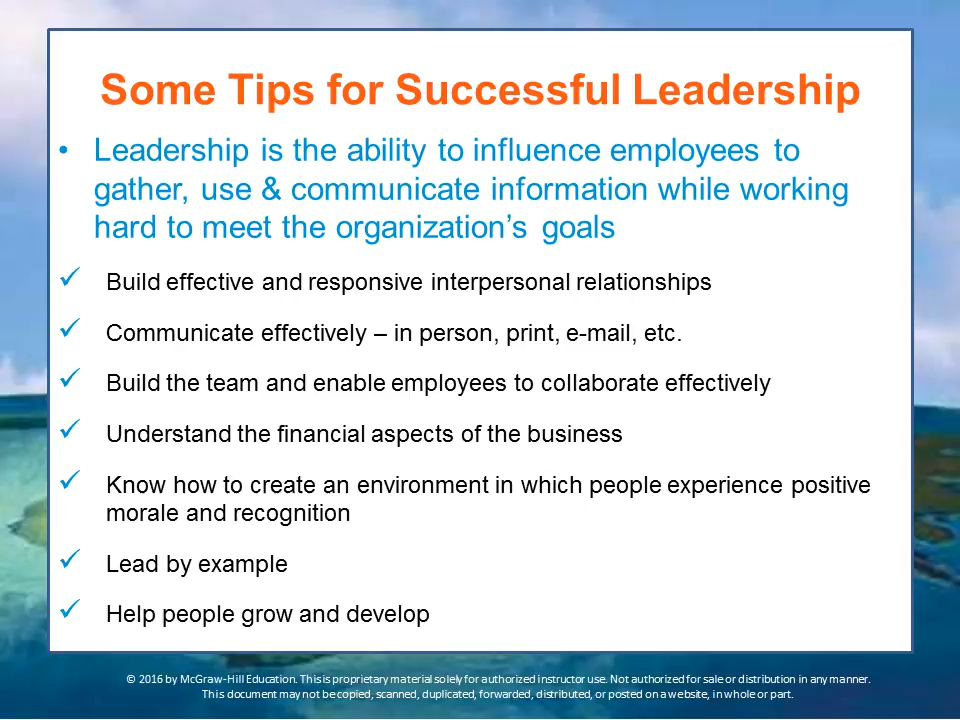 Some Tips for Successful Leadership
• Leadership is the ability to influence employees to
gather, use & communicate information while working
hard to meet the organization’s goals
✓ Build effective and responsive interpersonal relationships
✓ Communicate effectively – in person, print, e-mail, etc.
✓ Build the team and enable employees to collaborate effectively
✓ Understand the financial aspects of the business
✓ Know how to create an environment in which people experience positive
morale and recognition
✓ Lead by example
✓ Help people grow and develop
© 2016 by McGraw-Hill Education. This is proprietary material solely for authorized instructor use. Not authorized for sale or distribution in any manner.
This document may not be copied, scanned, duplicated, forwarded, distributed, or posted on a website, in whole or part.